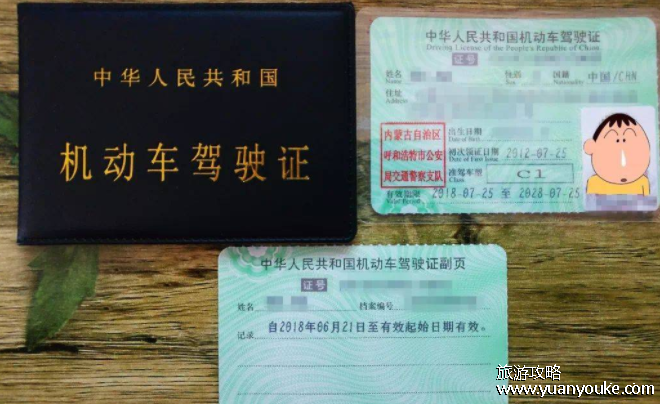 中华人民共和国
机动车驾驶证
中华人民共和国机动车驾驶证
Driving License of the People's Republic of China
证号
姓名
Name
性别
Sex
国籍
Nationality
中国/CHN
住址
Address
内蒙古自治区
呼和浩特市公安
局交通警察支队
出生日期
Date of Birth
初次领证日期
Date of First Issue
2012-07-25
准驾车型
Class
C1
有效期限
Valid Period
2018-07-25 至 2028-07-25
中华人民共和国机动车驾驶证副页
证号
姓名
档案编号
记录
自2018年06月21日至有效起始日期有效。
旅游攻略
www.yuanyouke.com